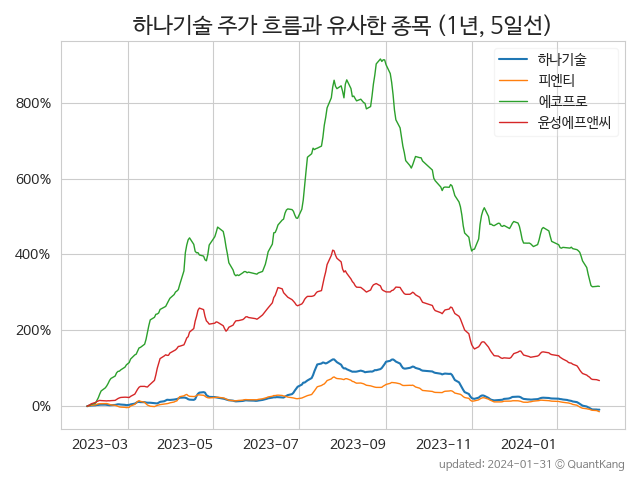 하나기술 주가 흐름과 유사한 종목 (1년, 5일선)
하나기술
피엔티
에코프로
윤성에프앤씨
800%
600%
400%
200%
0%
2023-03 2023-05 2023-07 2023-09 2023-11 2024-01
updated: 2024-01-31 © QuantKang